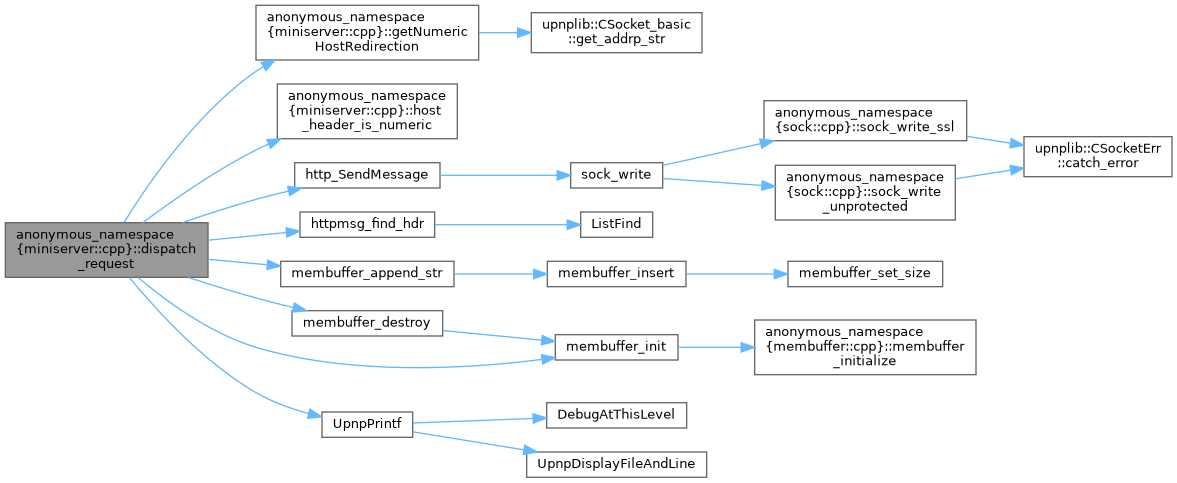 anonymous_namespace
{miniserver::cpp}::getNumeric
HostRedirection
upnplib::CSocket_basic
::get_addrp_str
anonymous_namespace
{miniserver::cpp}::host
_header_is_numeric
anonymous_namespace
{sock::cpp}::sock_write_ssl
upnplib::CSocketErr
::catch_error
http_SendMessage
sock_write
anonymous_namespace
{sock::cpp}::sock_write
_unprotected
anonymous_namespace
{miniserver::cpp}::dispatch
_request
httpmsg_find_hdr
ListFind
membuffer_append_str
membuffer_insert
membuffer_set_size
membuffer_destroy
membuffer_init
anonymous_namespace
{membuffer::cpp}::membuffer
_initialize
UpnpPrintf
DebugAtThisLevel
UpnpDisplayFileAndLine